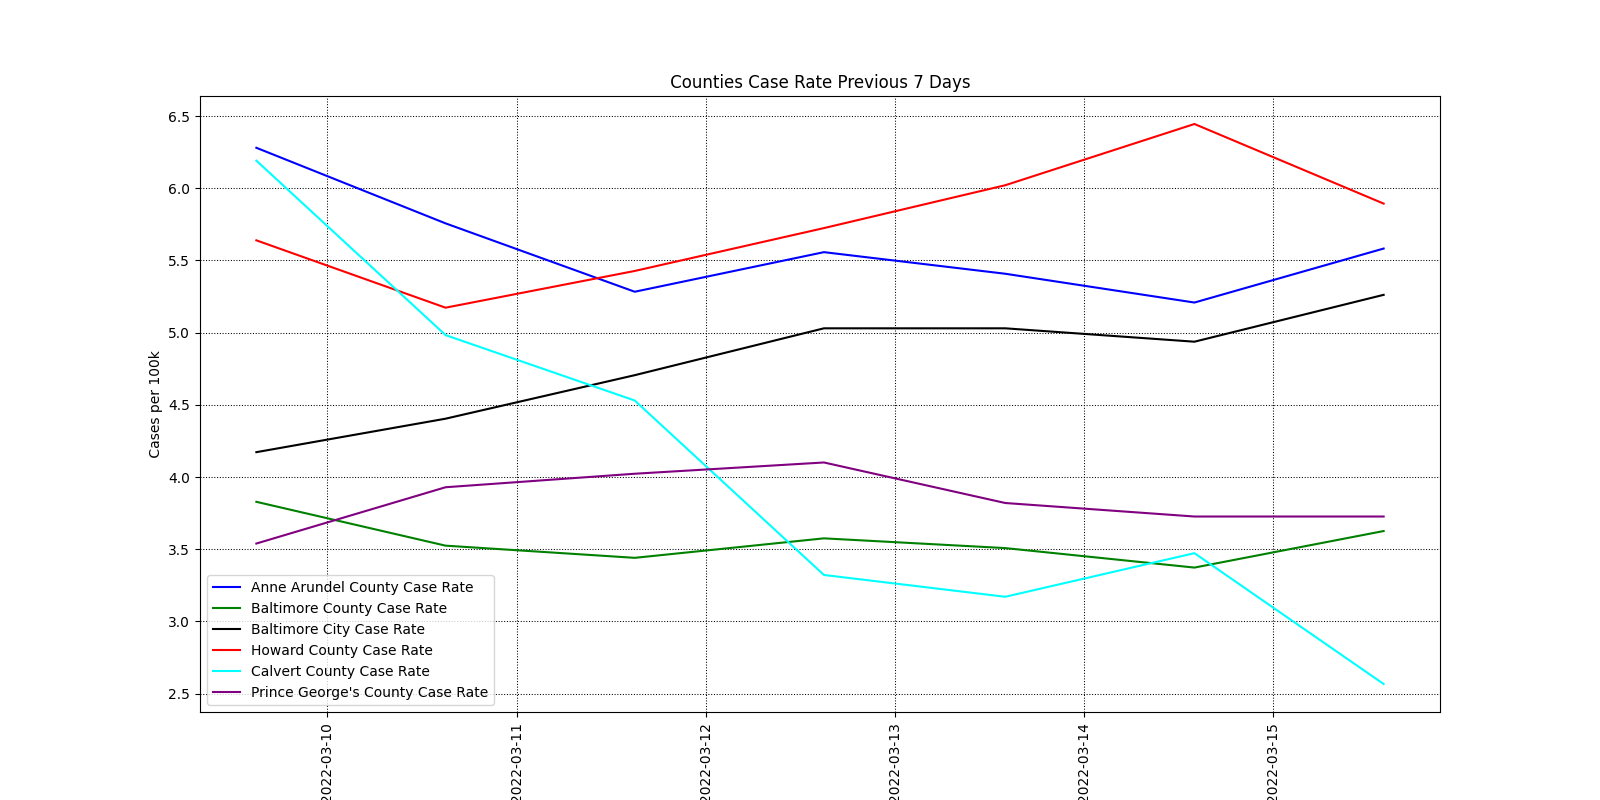 Counties Case Rate Previous 7 Days
6.5
6.0
5.5
5.0
4.5
4.0
3.5
3.0
2.5
Cases per 100k
Anne Arundel County Case Rate
Baltimore County Case Rate
Baltimore City Case Rate
Howard County Case Rate
Calvert County Case Rate
Prince George's County Case Rate
2022-03-10
2022-03-11
2022-03-12
2022-03-13
2022-03-14
2022-03-15